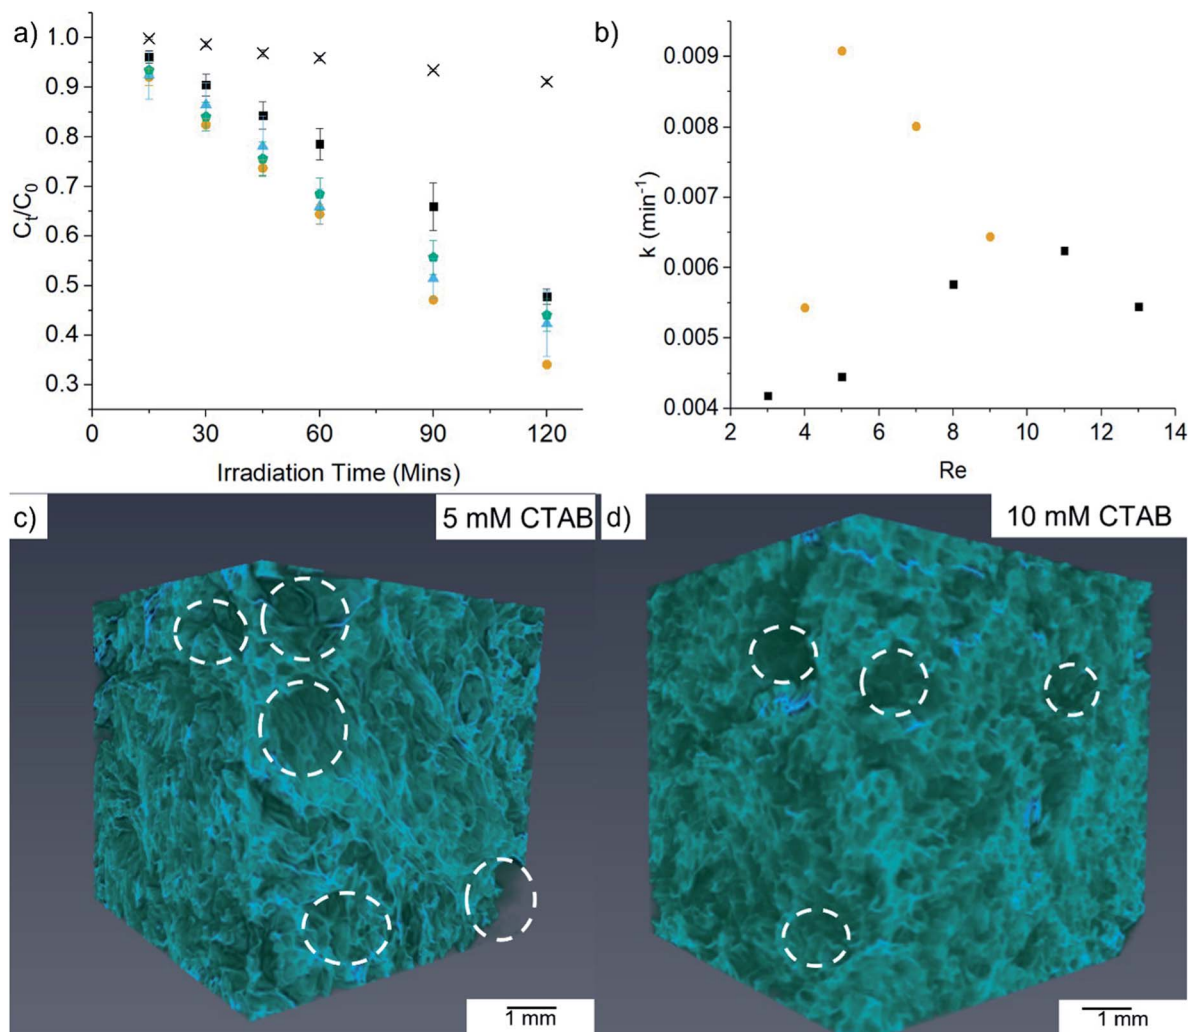 a)
1.0
0.9
0.8
0.7
0.6
0.5
0.4
0.3
Ct/C0
0 30 60 90 120
Irradiation Time (Mins)
b)
0.009
0.008
0.007
0.006
0.005
0.004
k (min-1)
2 4 6 8 10 12 14
Re
c)
5 mM CTAB
1 mm
d)
10 mM CTAB
1 mm